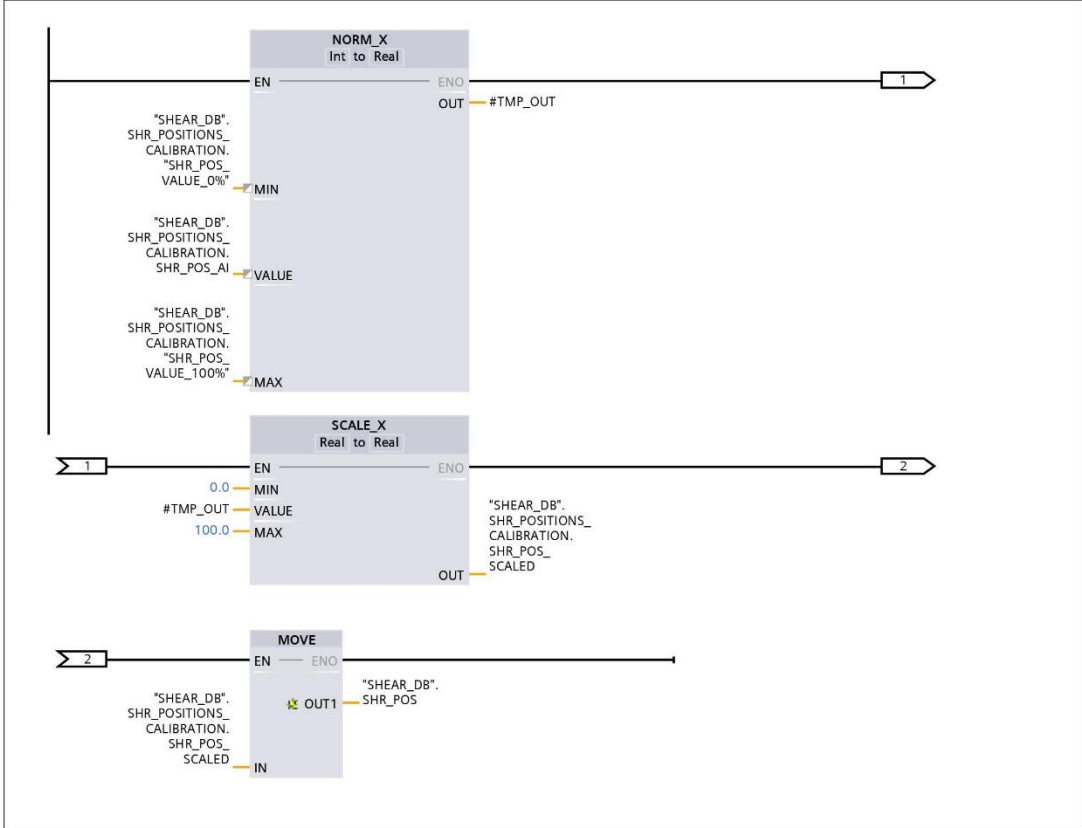 NORM_X
Int to Real
EN
ENO
1
OUT
#TMP_OUT
"SHEAR_DB".
SHR_POSITIONS_
CALIBRATION.
"SHR_POS_
VALUE_0%"
MIN
"SHEAR_DB".
SHR_POSITIONS_
CALIBRATION.
SHR_POS_AI
VALUE
"SHEAR_DB".
SHR_POSITIONS_
CALIBRATION.
"SHR_POS_
VALUE_100%"
MAX
SCALE_X
Real to Real
1
EN
ENO
2
0.0
MIN
#TMP_OUT
VALUE
100.0
MAX
"SHEAR_DB".
SHR_POSITIONS_
CALIBRATION.
SHR_POS_
SCALED
OUT
MOVE
2
EN
ENO
"SHEAR_DB".
SHR_POS
OUT1
"SHEAR_DB".
SHR_POSITIONS_
CALIBRATION.
SHR_POS_
SCALED
IN